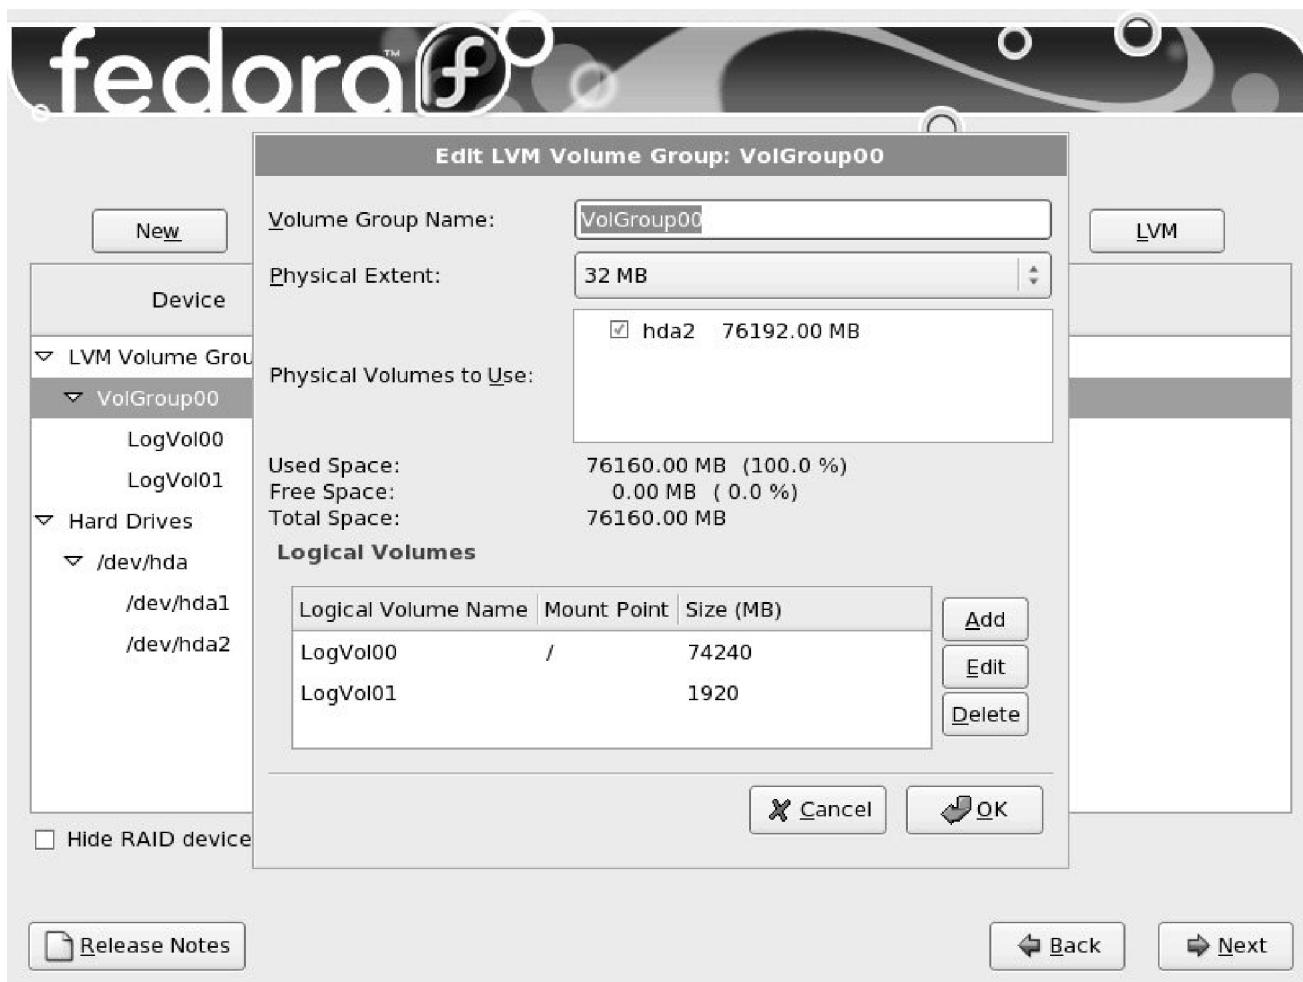 fedora™
Edit LVM Volume Group: VolGroup00
New
Volume Group Name: VolGroup00
LVM
Physical Extent: 32 MB
Device
hda2 76192.00 MB
LVM Volume Grou
Physical Volumes to Use:
VolGroup00
LogVol00
LogVol01
Hard Drives
/dev/hda
/dev/hda1
/dev/hda2
Used Space: 76160.00 MB (100.0 %)
Free Space: 0.00 MB ( 0.0 %)
Total Space: 76160.00 MB
Logical Volumes
Logical Volume Name Mount Point Size (MB)
LogVol00 / 74240
LogVol01 1920
Add
Edit
Delete
Cancel
OK
Hide RAID device
Release Notes
Back
Next